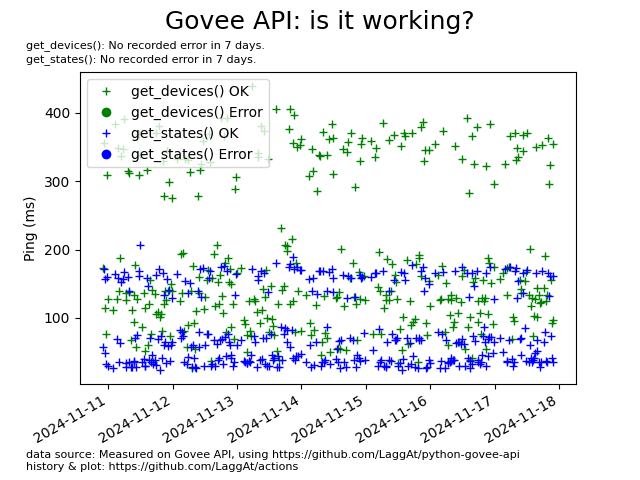 Govee API: is it working?
get_devices(): No recorded error in 7 days.
get_states(): No recorded error in 7 days.
get_devices() OK
get_devices() Error
get_states() OK
get_states() Error
Ping (ms)
400
300
200
100
2024-11-11
2024-11-12
2024-11-13
2024-11-14
2024-11-15
2024-11-16
2024-11-17
2024-11-18
data source: Measured on Govee API, using https://github.com/LaggAt/python-govee-api
history & plot: https://github.com/LaggAt/actions